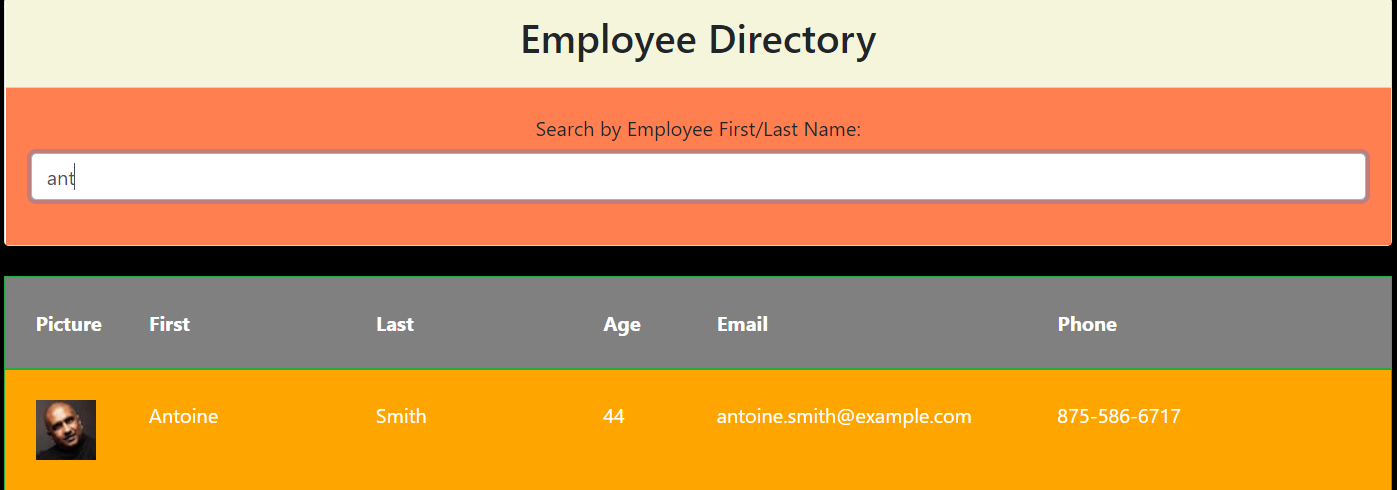 Employee Directory
Search by Employee First/Last Name:
ant
Picture First Last Age Email Phone
Antoine Smith 44 antoine.smith@example.com 875-586-6717